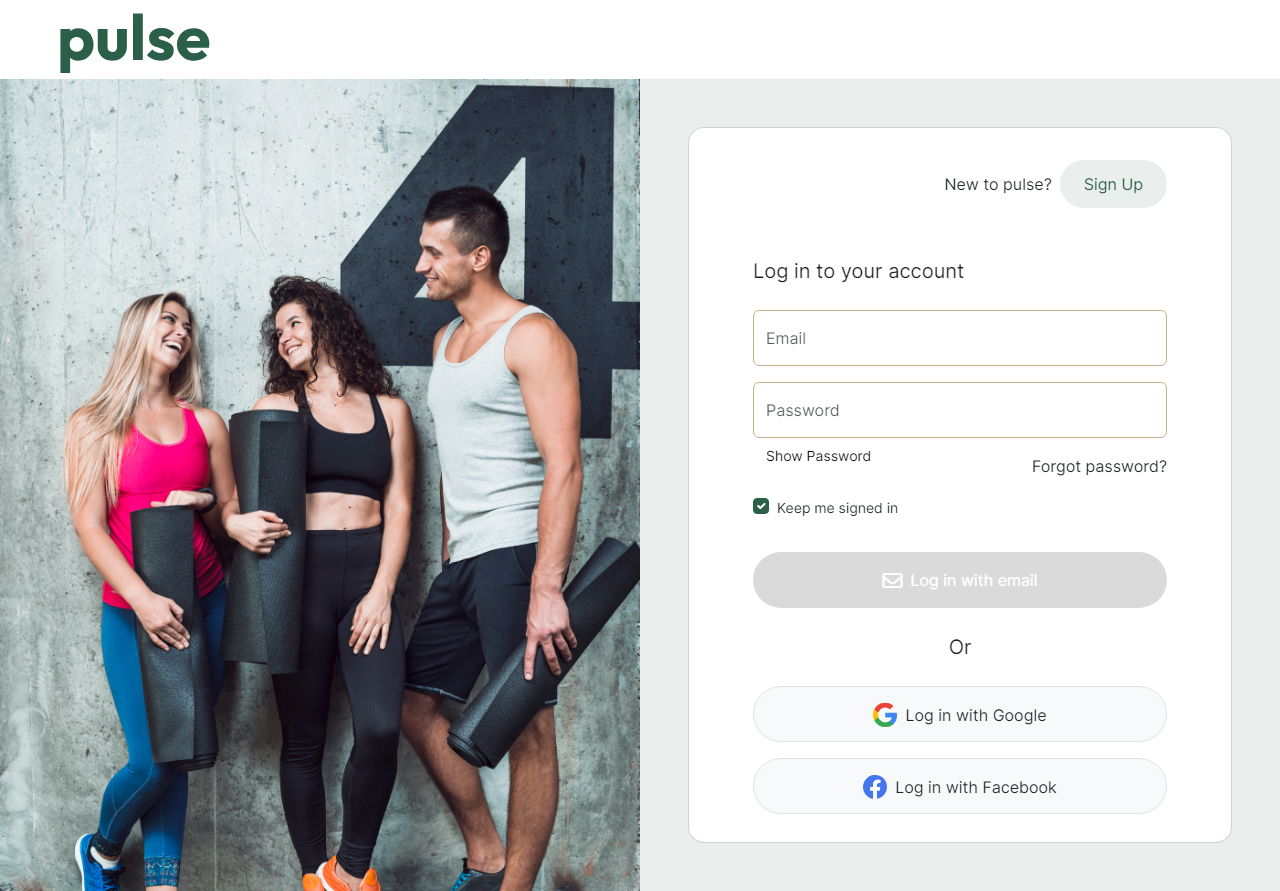 pulse
4
New to pulse? Sign Up
Log in to your account
Email
Password
Show Password
Forgot password?
Keep me signed in
Log in with email
Or
Log in with Google
Log in with Facebook